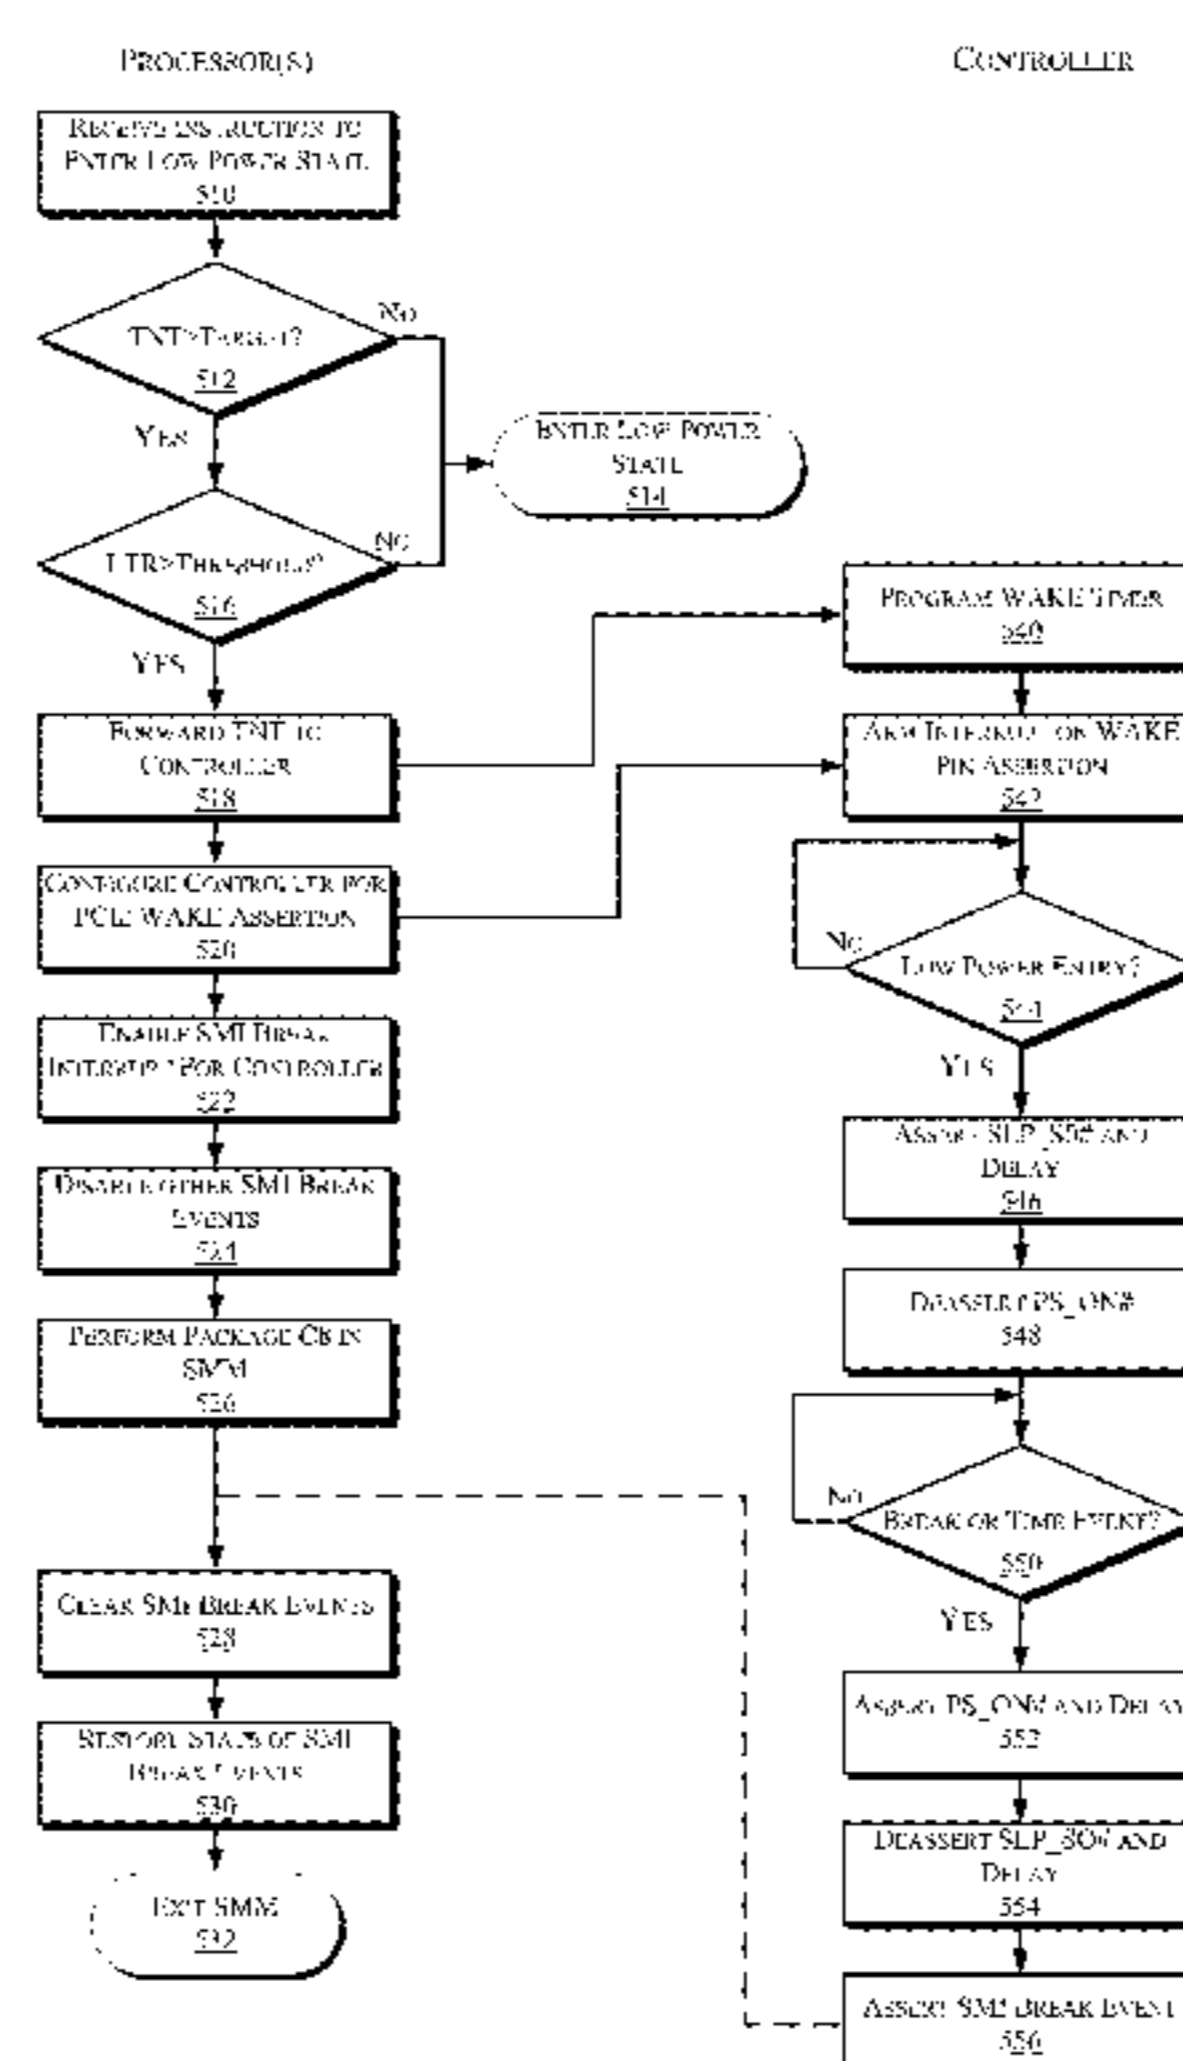 PROCESSOR(S)
RECEIVE INSTRUCTION TO
ENTER LOW POWER STATE
510
TNT>TARGET?
512
NO
YES
ENTER LOW POWER
STATE
514
LTR>THRESHOLD?
516
NO
YES
FORWARD TNT TO
CONTROLLER
518
CONFIGURE CONTROLLER FOR
PCIE WAKE ASSERTION
520
ENABLE SMI BREAK
INTERRUPT FOR CONTROLLER
522
DISABLE OTHER SMI BREAK
EVENTS
524
PERFORM PACKAGE C8 IN
SMM
526
CLEAR SMI BREAK EVENTS
528
RESTORE STATE OF SMI
BREAK EVENTS
530
EXIT SMM
532
CONTROLLER
PROGRAM WAKE TIMER
540
ARM INTERRUPT ON WAKE
PIN ASSERTION
542
LOW POWER ENTRY?
544
NO
YES
ASSERT SLP_S0# AND
DELAY
546
DEASSERT PS_ON#
548
BREAK OR TIME EVENT?
550
NO
YES
ASSERT PS_ON# AND DELAY
552
DEASSERT SLP_S0# AND
DELAY
554
ASSERT SMI BREAK EVENT
556